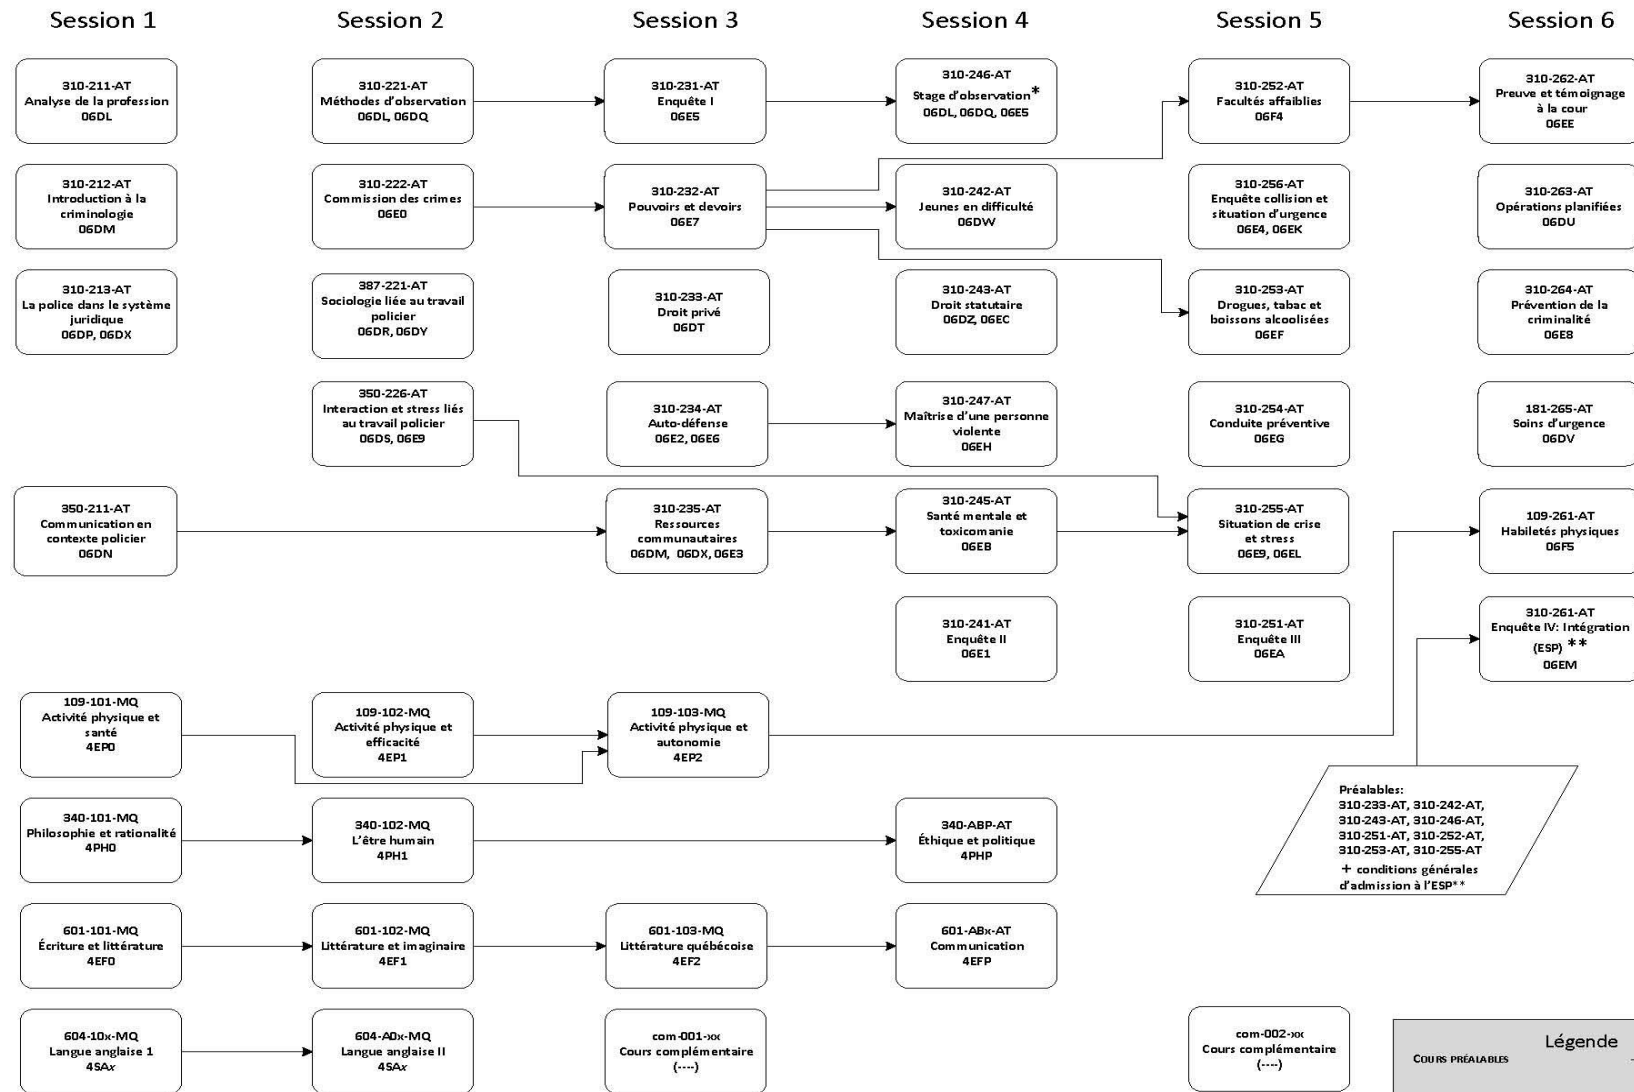 Session 1
Session 2
Session 3
Session 4
Session 5
Session 6
310-211-AT
Analyse de la profession
06DL
310-221-AT
Méthodes d'observation
06DL, 06DQ
310-231-AT
Enquête I
06E5
310-246-AT
Stage d'observation*
06DL, 06DQ, 06E5
310-252-AT
Facultés affaiblies
06F4
310-262-AT
Preuve et témoignage
à la cour
06EE
310-212-AT
Introduction à la
criminologie
06DM
310-222-AT
Commission des crimes
06E0
310-232-AT
Pouvoirs et devoirs
06E7
310-242-AT
Jeunes en difficulté
06DW
310-256-AT
Enquête collision et
situation d'urgence
06E4, 06EK
310-263-AT
Opérations planifiées
06DU
310-213-AT
La police dans le système
juridique
06DP, 06DX
387-221-AT
Sociologie liée au travail
policier
06DR, 06DY
310-233-AT
Droit privé
06DT
310-243-AT
Droit statutaire
06DZ, 06EC
310-253-AT
Drogues, tabac et
boissons alcoolisées
06EF
310-264-AT
Prévention de la
criminalité
06E8
350-226-AT
Interaction et stress liés
au travail policier
06DS, 06E9
310-234-AT
Auto-défense
06E2, 06E6
310-247-AT
Maîtrise d'une personne
violente
06EH
310-254-AT
Conduite préventive
06EG
181-265-AT
Soins d'urgence
06DV
350-211-AT
Communication en
contexte policier
06DN
310-235-AT
Ressources
communautaires
06DM, 06DX, 06E3
310-245-AT
Santé mentale et
toxicomanie
06EB
310-255-AT
Situation de crise
et stress
06E9, 06EL
109-261-AT
Habiletés physiques
06F5
310-241-AT
Enquête II
06E1
310-251-AT
Enquête III
06EA
310-261-AT
Enquête IV: Intégration
(ESP) **
06EM
109-101-MQ
Activité physique et
santé
4EP0
109-102-MQ
Activité physique et
efficacité
4EP1
109-103-MQ
Activité physique et
autonomie
4EP2
Préalables:
310-233-AT, 310-242-AT,
310-243-AT, 310-246-AT,
310-251-AT, 310-252-AT,
310-253-AT, 310-255-AT
+ conditions générales
d'admission à l'ESP**
340-101-MQ
Philosophie et rationalité
4PH0
340-102-MQ
L'être humain
4PH1
340-ABP-AT
Éthique et politique
4PHP
601-101-MQ
Écriture et littérature
4EF0
601-102-MQ
Littérature et imaginaire
4EF1
601-103-MQ
Littérature québécoise
4EF2
601-ABx-AT
Communication
4EFP
604-10x-MQ
Langue anglaise 1
4SAx
604-A0x-MQ
Langue anglaise II
4SAx
com-001-xx
Cours complémentaire
(----)
com-002-xx
Cours complémentaire
(----)
Légende
COURS PRÉALABLES